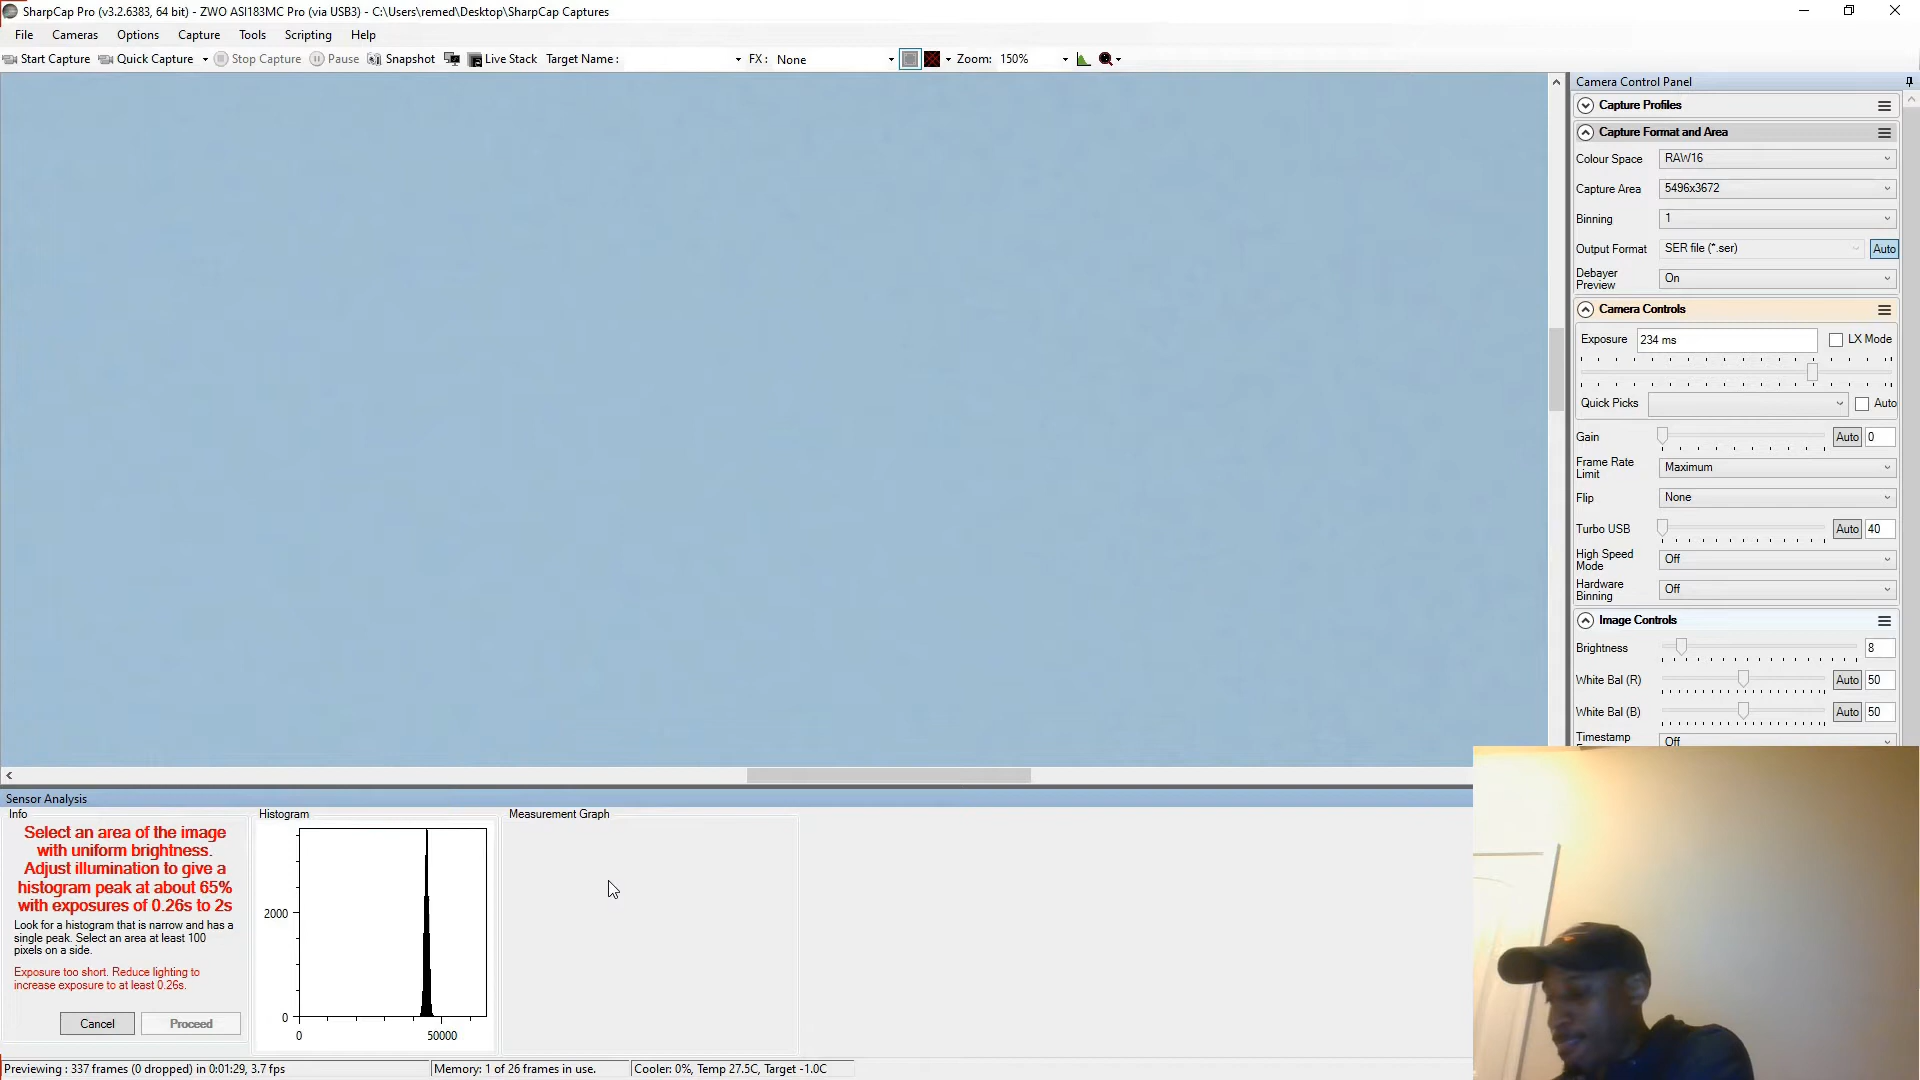 SharpCap Pro (v3.2.6383, 64 bit) - ZWO ASI183MC Pro (via USB3) - C:\Users\remed\Desktop\SharpCap Captures
File Cameras Options Capture Tools Scripting Help
Start Capture Quick Capture Stop Capture Pause Snapshot Live Stack Target Name : FX : None Zoom: 150%
Camera Control Panel
Capture Profiles
Capture Format and Area
Colour Space RAW16
Capture Area 5496x3672
Binning 1
Output Format SER file (*.ser) Auto
Debayer
Preview On
Camera Controls
Exposure 234 ms LX Mode
Quick Picks Auto
Gain Auto 0
Frame Rate
Limit Maximum
Flip None
Turbo USB Auto 40
High Speed
Mode Off
Hardware
Binning Off
Image Controls
Brightness 8
White Bal (R) Auto 50
White Bal (B) Auto 50
Timestamp Off
Sensor Analysis
Info
Select an area of the image
with uniform brightness.
Adjust illumination to give a
histogram peak at about 65%
with exposures of 0.26s to 2s
Look for a histogram that is narrow and has a
single peak. Select an area at least 100
pixels on a side.
Exposure too short. Reduce lighting to
increase exposure to at least 0.26s.
Cancel Proceed
Histogram
2000
0
0 50000
Measurement Graph
Previewing : 337 frames (0 dropped) in 0:01:29, 3.7 fps Memory: 1 of 26 frames in use. Cooler: 0%, Temp 27.5C, Target -1.0C